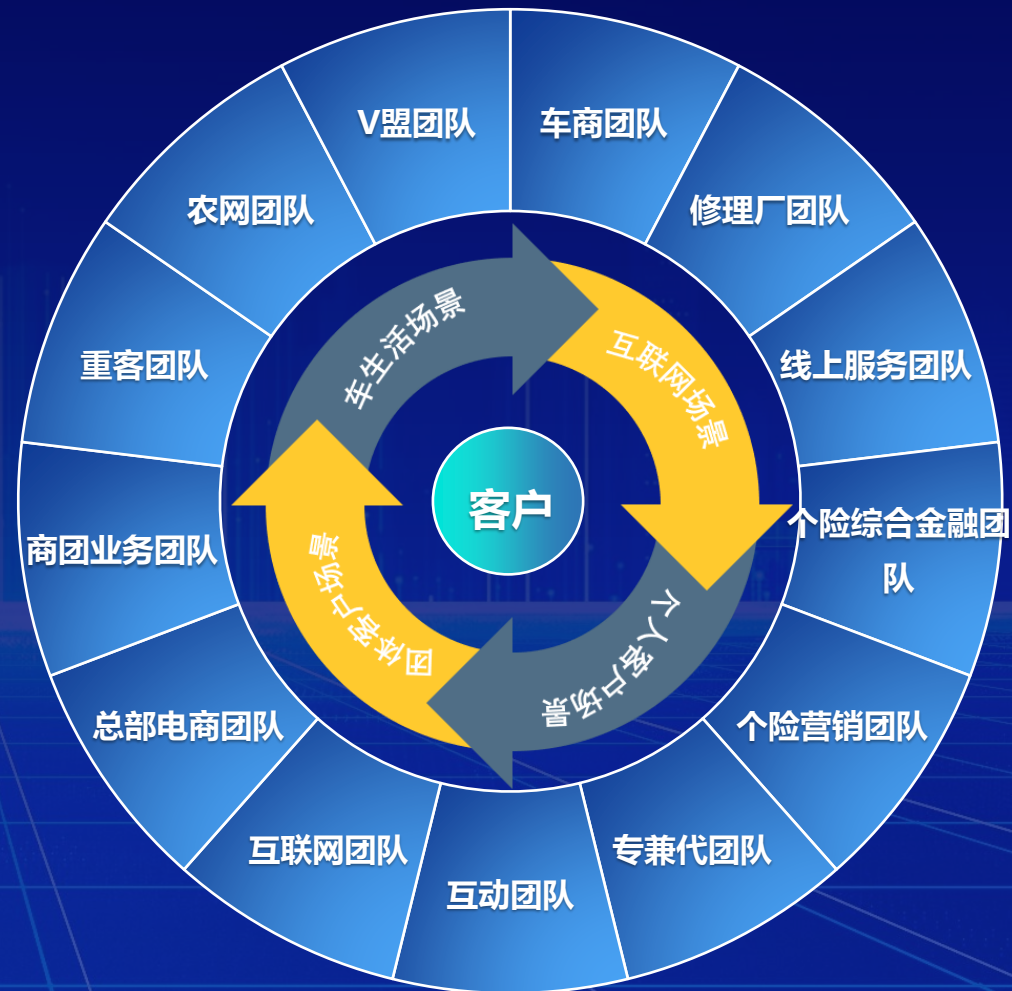 V盟团队
车商团队
修理厂团队
线上服务团队
个险综合金融团
队
个险营销团队
专兼代团队
互动团队
互联网团队
总部电商团队
商团业务团队
重客团队
农网团队
车生活场景
互联网场景
个人客户场景
团体客户场景
客户